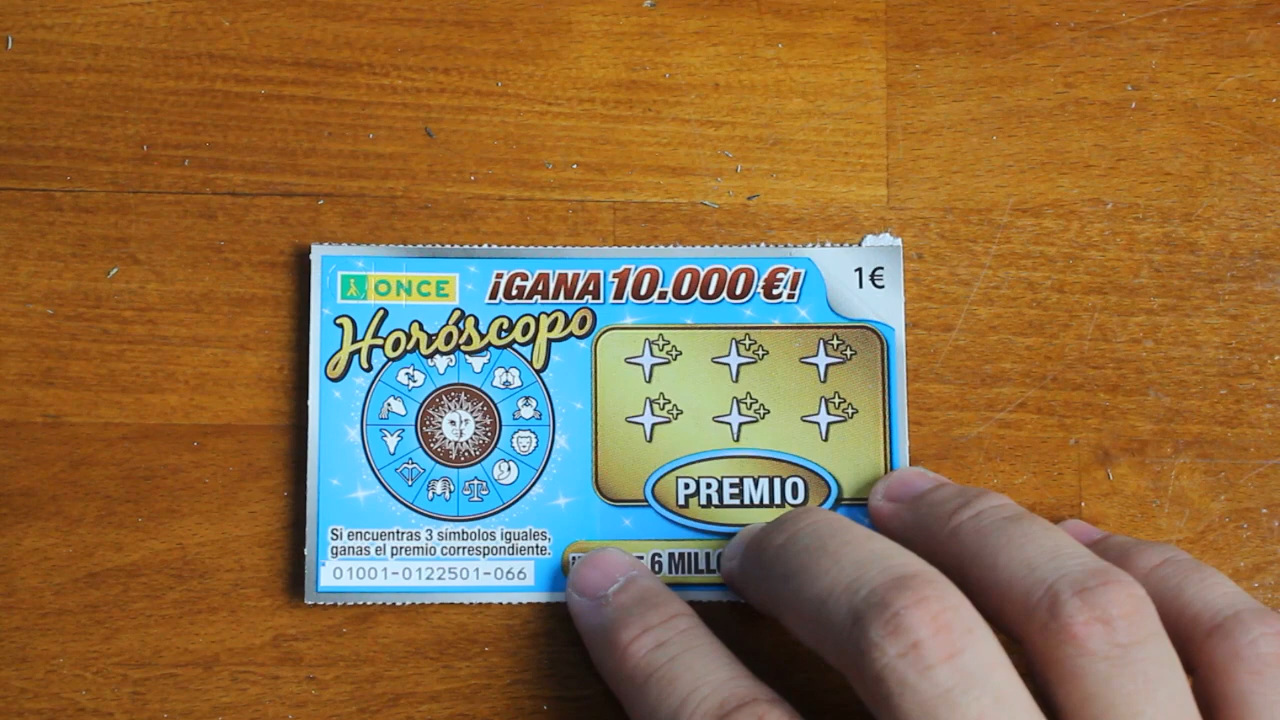 ONCE
¡GANA 10.000 €!
1€
Horóscopo
PREMIO
Si encuentras 3 símbolos iguales,
ganas el premio correspondiente.
6
01001-0122501-066